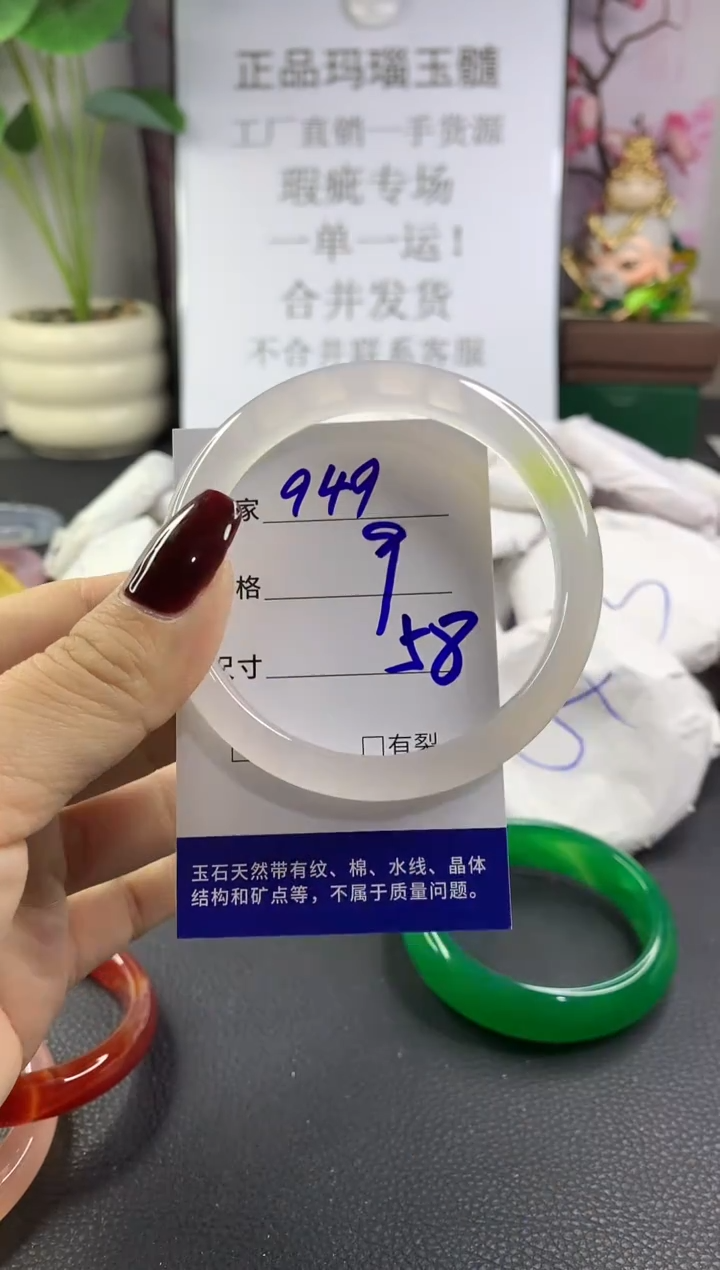 正品玛瑙玉髓
工厂直销一手货源
瑕疵专场
一单一运!
合并发货
不合并联系客服
家 949
格 9
尺寸 58
□有裂
玉石天然带有纹、棉、水线、晶体
结构和矿点等，不属于质量问题。